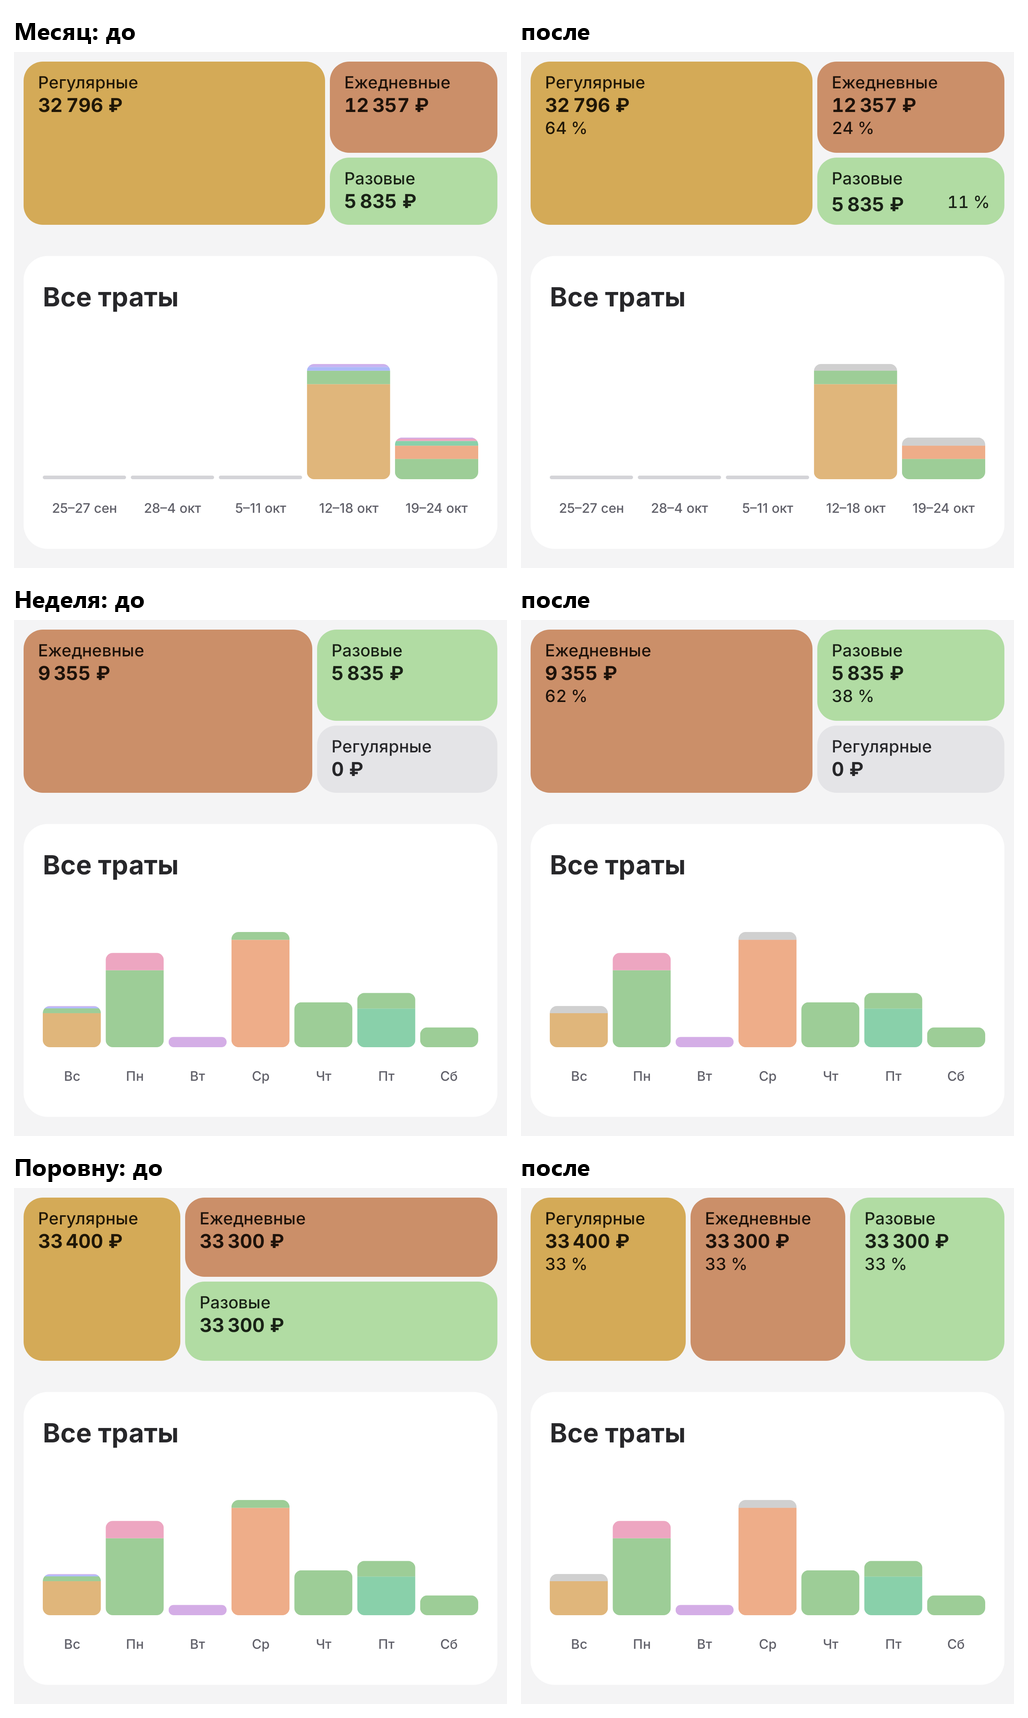 Месяц: до
после
Регулярные
32 796 ₽
Ежедневные
12 357 ₽
Разовые
5 835 ₽
Регулярные
32 796 ₽
64 %
Ежедневные
12 357 ₽
24 %
Разовые
5 835 ₽
11 %
Все траты
25–27 сен
28–4 окт
5–11 окт
12–18 окт
19–24 окт
Все траты
25–27 сен
28–4 окт
5–11 окт
12–18 окт
19–24 окт
Неделя: до
после
Ежедневные
9 355 ₽
Разовые
5 835 ₽
Регулярные
0 ₽
Ежедневные
9 355 ₽
62 %
Разовые
5 835 ₽
38 %
Регулярные
0 ₽
Все траты
Вс
Пн
Вт
Ср
Чт
Пт
Сб
Все траты
Вс
Пн
Вт
Ср
Чт
Пт
Сб
Поровну: до
после
Регулярные
33 400 ₽
Ежедневные
33 300 ₽
Разовые
33 300 ₽
Регулярные
33 400 ₽
33 %
Ежедневные
33 300 ₽
33 %
Разовые
33 300 ₽
33 %
Все траты
Вс
Пн
Вт
Ср
Чт
Пт
Сб
Все траты
Вс
Пн
Вт
Ср
Чт
Пт
Сб